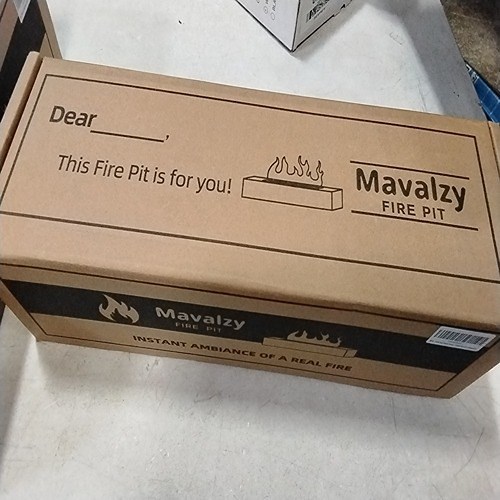 Dear________,
This Fire Pit is for you!
Mavalzy
FIRE PIT
Mavalzy
FIRE PIT
INSTANT AMBIANCE OF A REAL FIRE